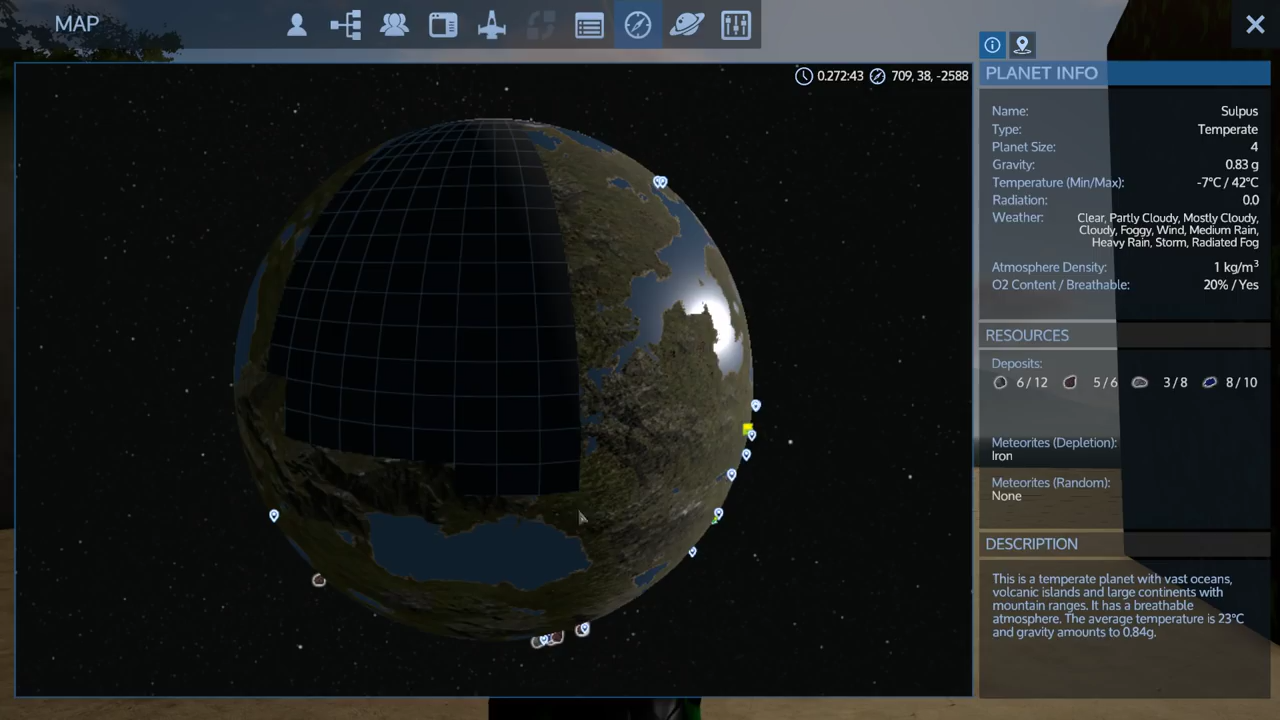 MAP
0.272:43 709, 38, -2588
PLANET INFO
Name: Sulpus
Type: Temperate
Planet Size: 4
Gravity: 0.83 g
Temperature (Min/Max): -7°C / 42°C
Radiation: 0.0
Weather: Clear, Partly Cloudy, Mostly Cloudy,
Cloudy, Foggy, Wind, Medium Rain,
Heavy Rain, Storm, Radiated Fog
Atmosphere Density: 1 kg/m³
O2 Content / Breathable: 20% / Yes
RESOURCES
Deposits:
6/12 5/6 3/8 8/10
Meteorites (Depletion):
Iron
Meteorites (Random):
None
DESCRIPTION
This is a temperate planet with vast oceans,
volcanic islands and large continents with
mountain ranges. It has a breathable
atmosphere. The average temperature is 23°C
and gravity amounts to 0.84g.